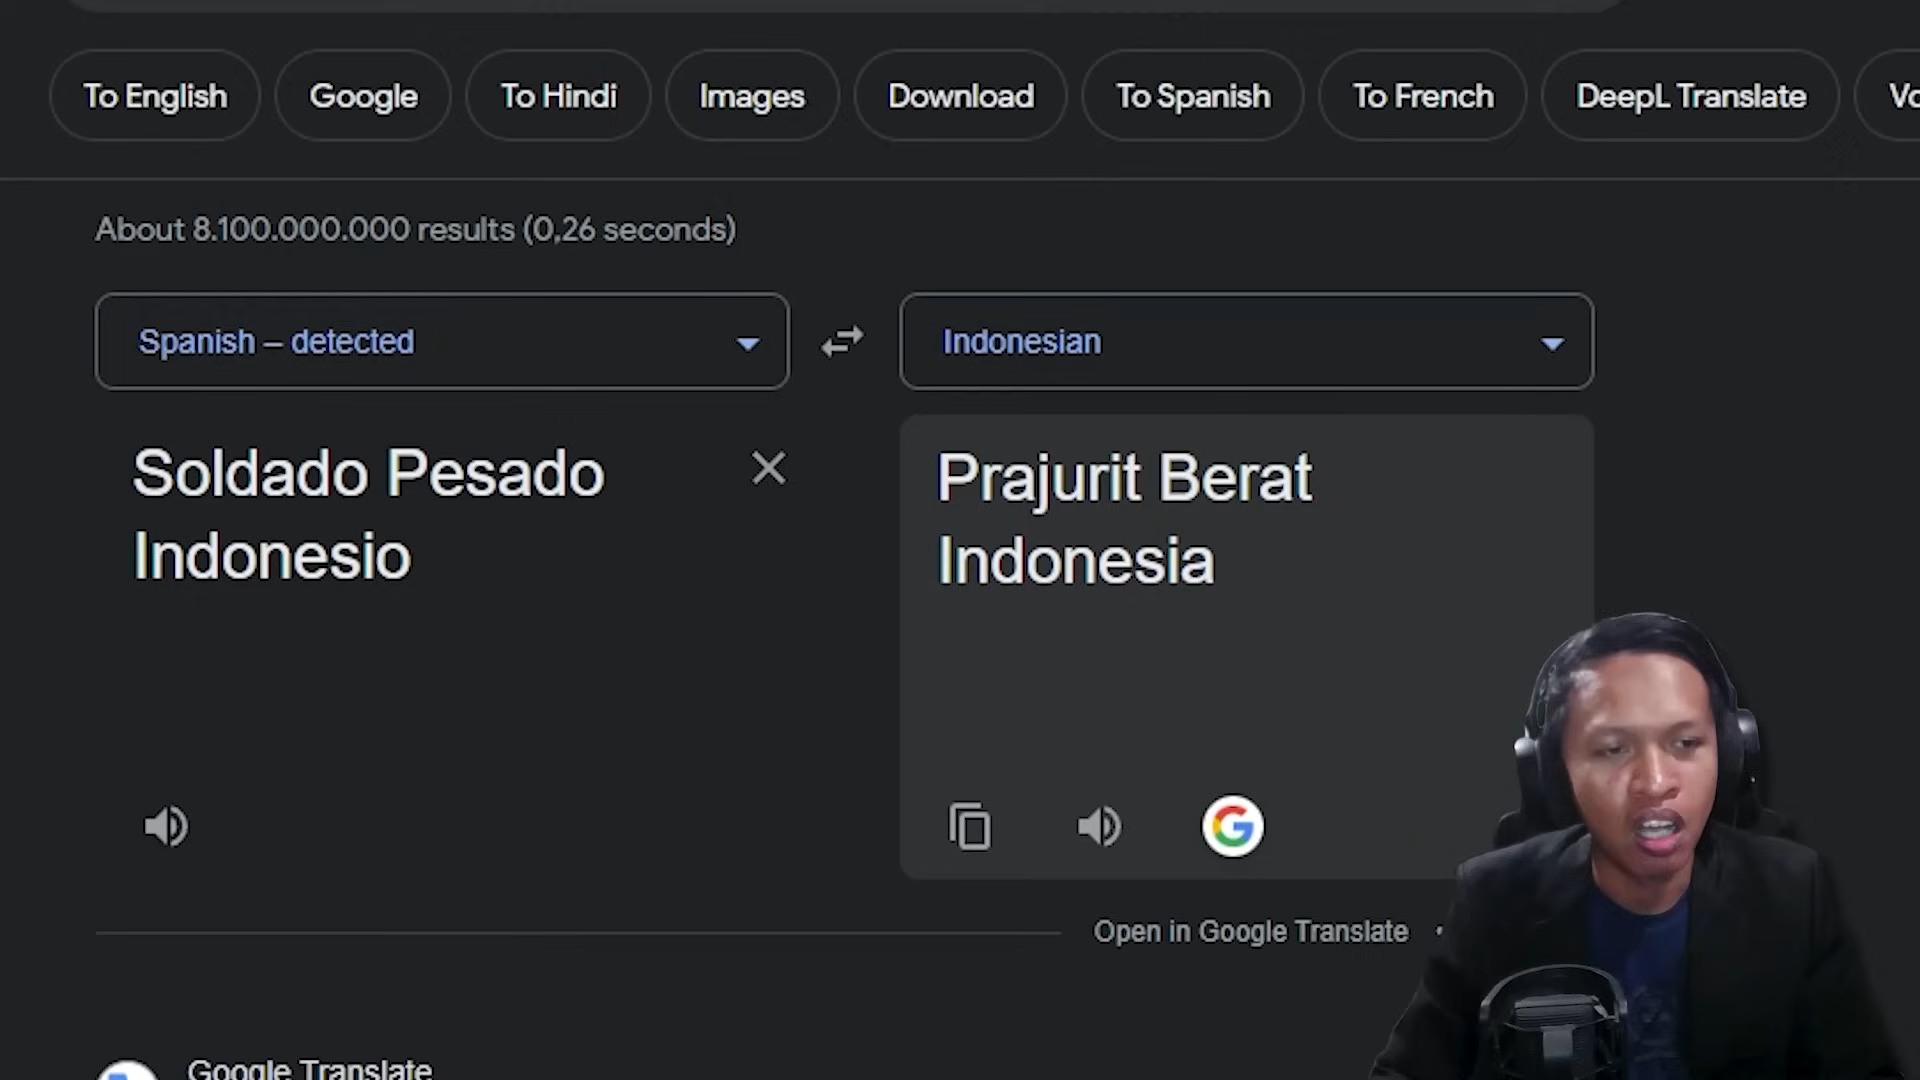 To English
Google
To Hindi
Images
Download
To Spanish
To French
DeepL Translate
About 8.100.000.000 results (0,26 seconds)
Spanish – detected
Indonesian
Soldado Pesado
Indonesio
Prajurit Berat
Indonesia
Open in Google Translate
Google Translate